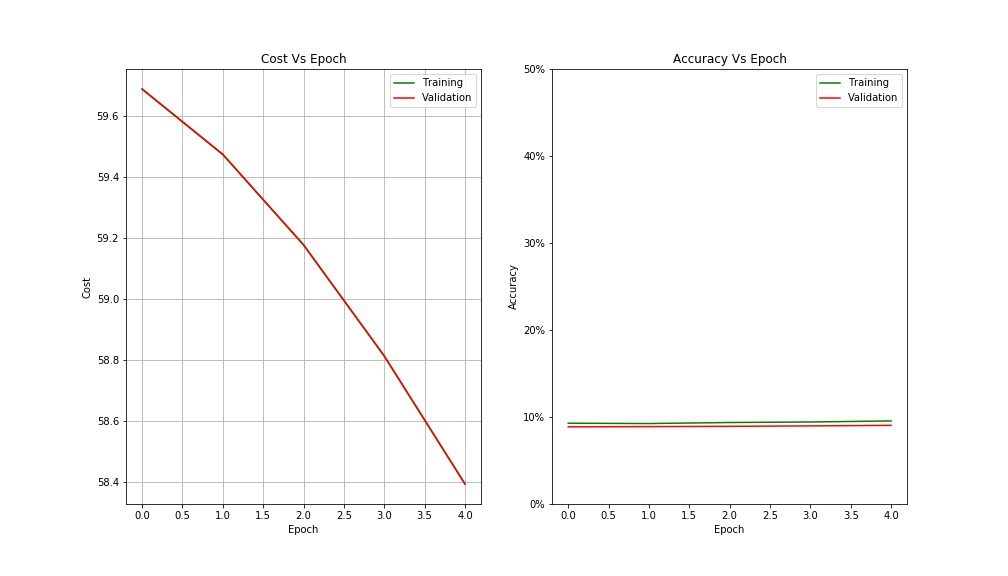 Cost Vs Epoch
Training
Validation
59.6
59.4
59.2
59.0
58.8
58.6
58.4
Cost
0.0 0.5 1.0 1.5 2.0 2.5 3.0 3.5 4.0
Epoch
Accuracy Vs Epoch
Training
Validation
50%
40%
30%
20%
10%
0%
Accuracy
0.0 0.5 1.0 1.5 2.0 2.5 3.0 3.5 4.0
Epoch